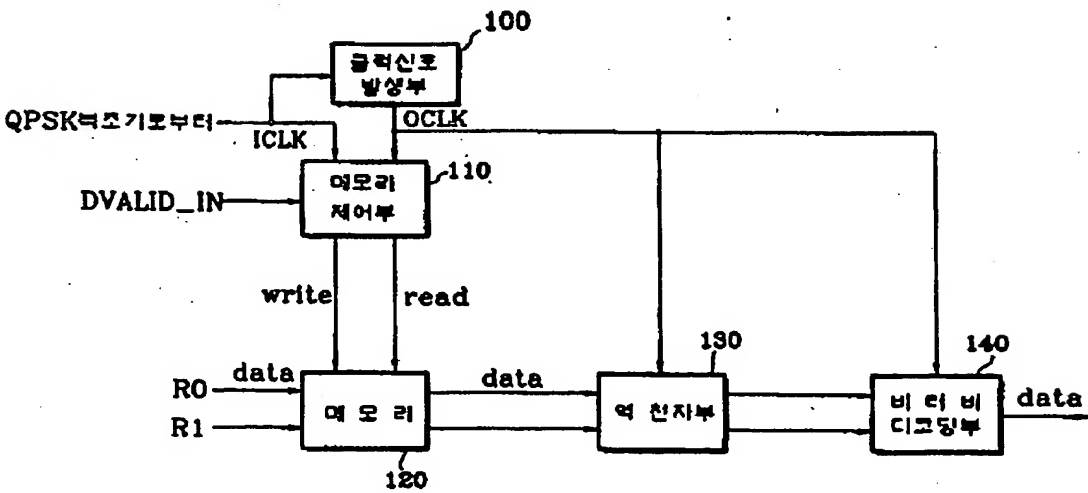 100
클럭신호
발생부
QPSK복조기로부터
ICLK
OCLK
110
메모리
제어부
DVALID_IN
write
read
R0
data
R1
메모리
120
data
130
역 천자부
140
비터비
디코딩부
data